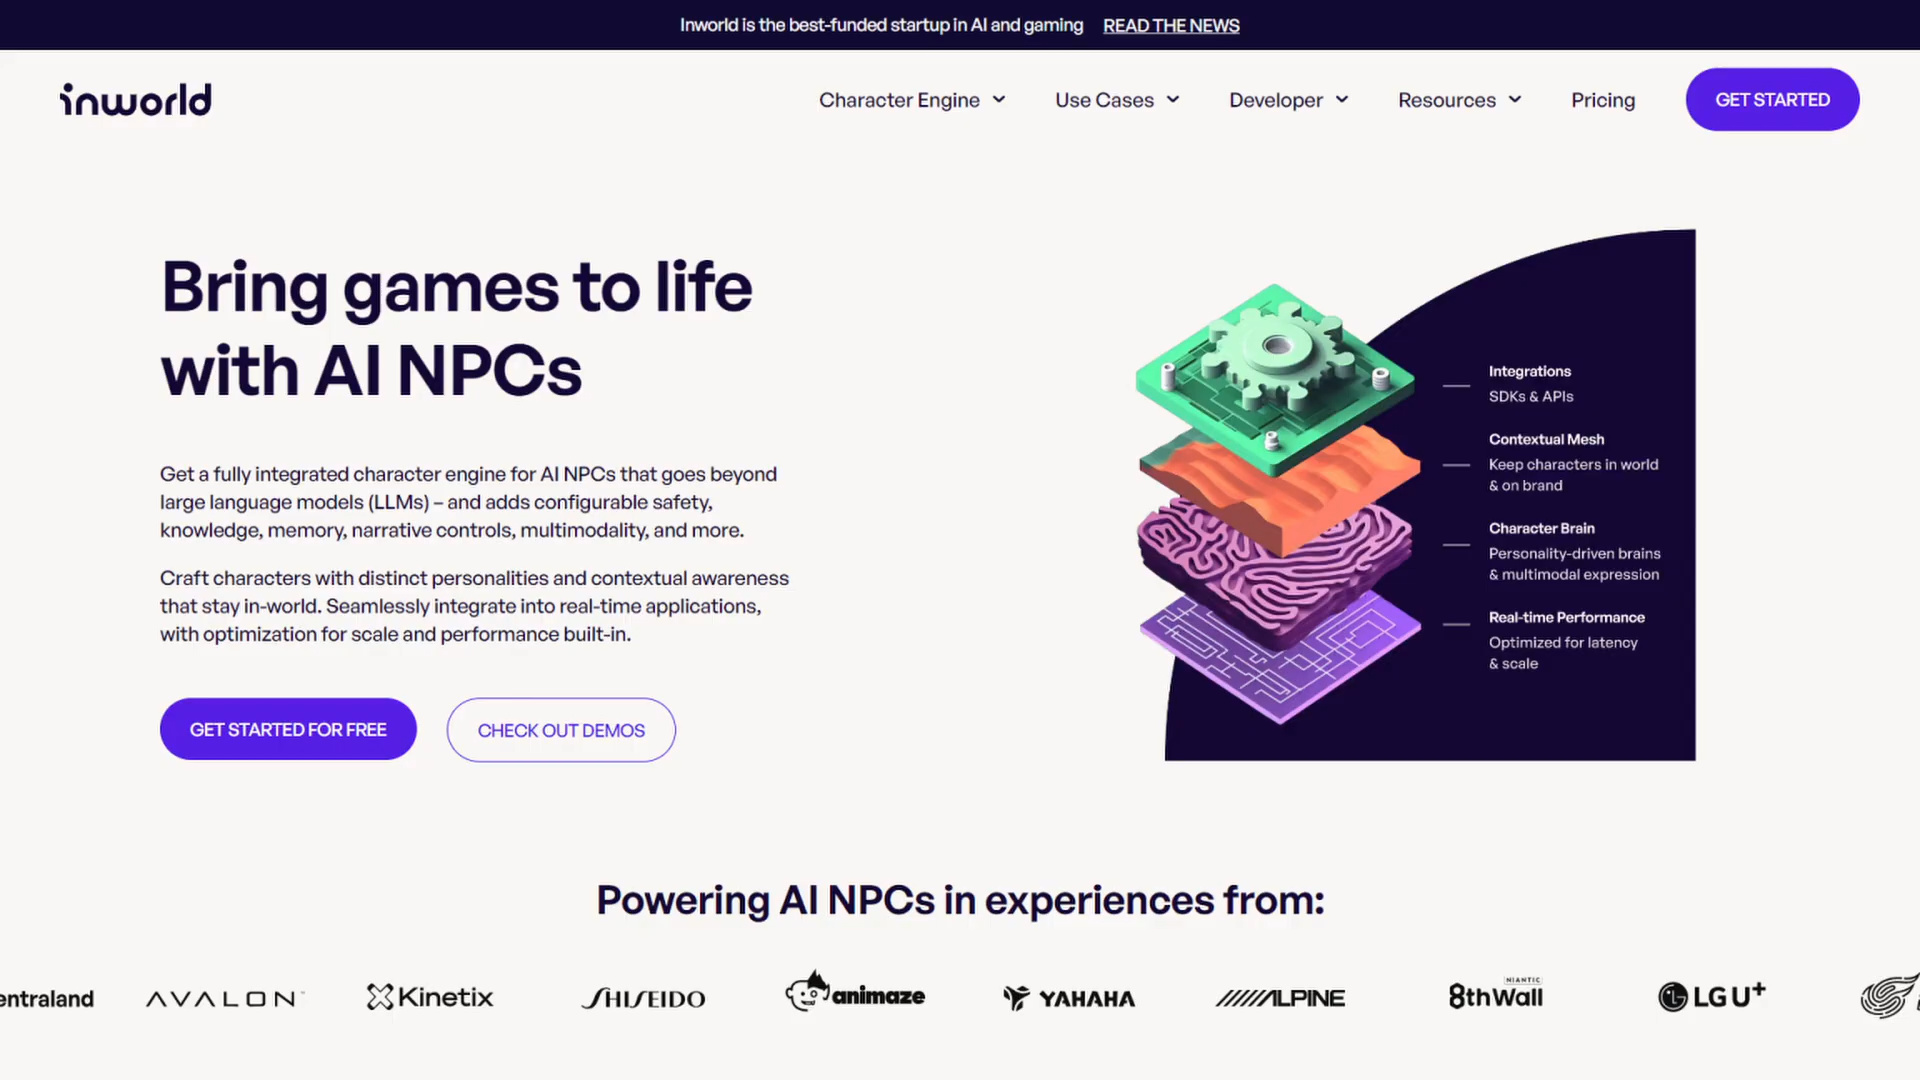 Inworld is the best-funded startup in AI and gaming READ THE NEWS
inworld
Character Engine Use Cases Developer Resources Pricing GET STARTED
Bring games to life
with AI NPCs
Get a fully integrated character engine for AI NPCs that goes beyond
large language models (LLMs) – and adds configurable safety,
knowledge, memory, narrative controls, multimodality, and more.
Craft characters with distinct personalities and contextual awareness
that stay in-world. Seamlessly integrate into real-time applications,
with optimization for scale and performance built-in.
GET STARTED FOR FREE CHECK OUT DEMOS
Integrations
SDKs & APIs
Contextual Mesh
Keep characters in world
& on brand
Character Brain
Personality-driven brains
& multimodal expression
Real-time Performance
Optimized for latency
& scale
Powering AI NPCs in experiences from:
entraland AVALON Kinetix SHISEIDO animaze YAHAHA ALPINE NIANTIC 8thWall LG U+